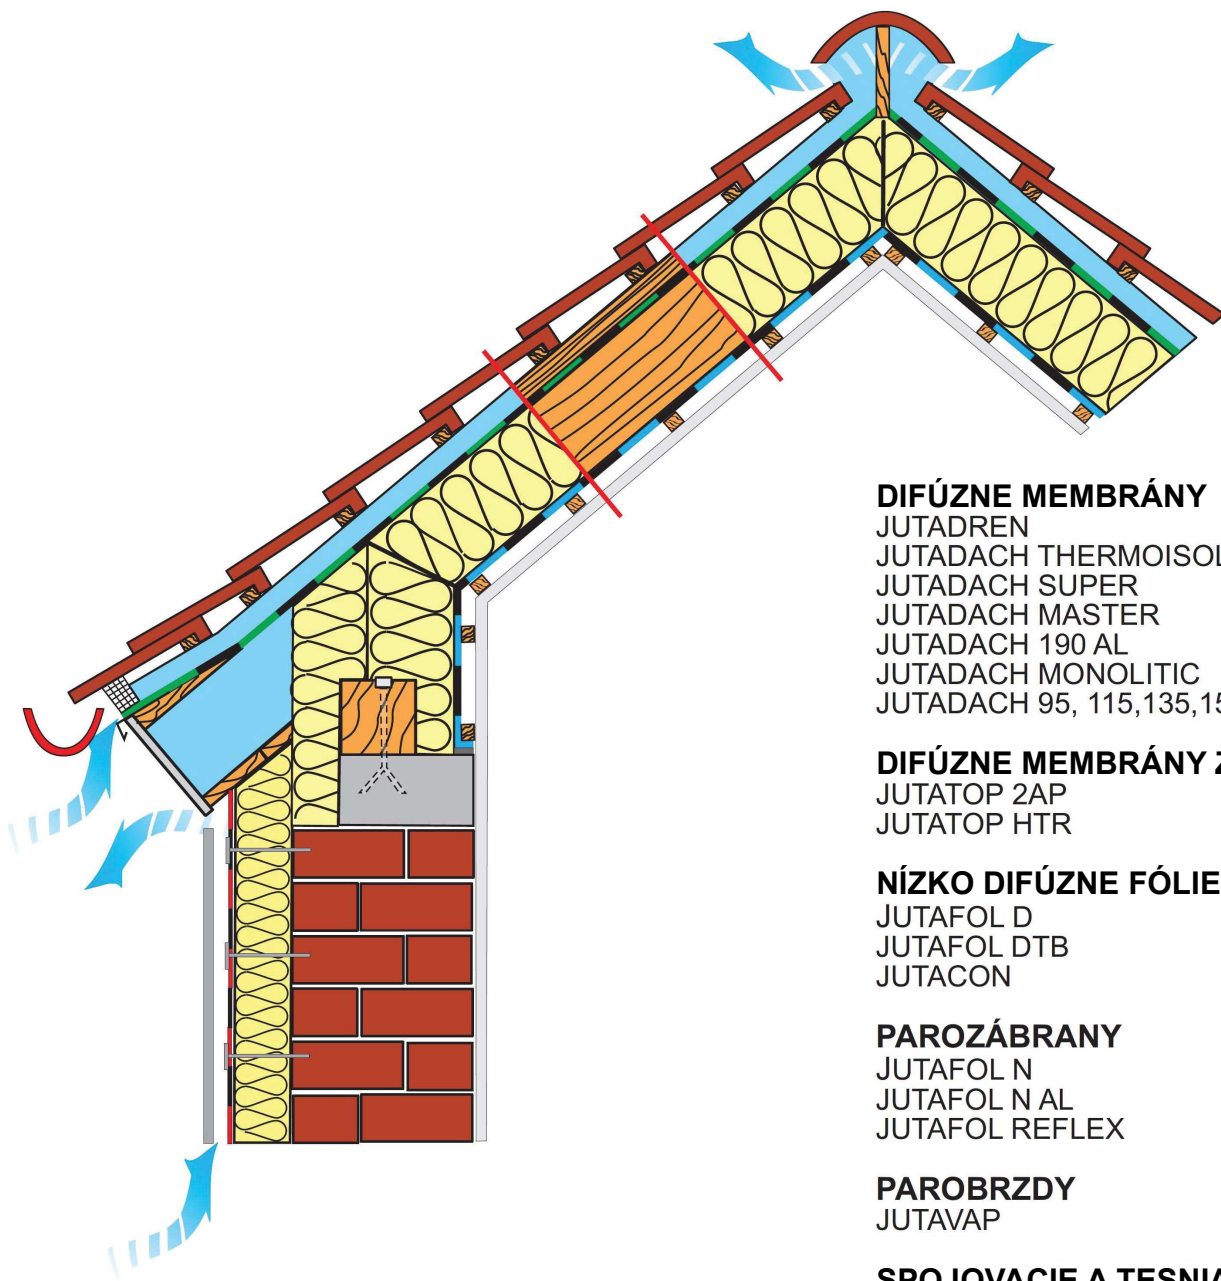 DIFÚZNE MEMBRÁNY
JUTADREN
JUTADACH THERMOISOL
JUTADACH SUPER
JUTADACH MASTER
JUTADACH 190 AL
JUTADACH MONOLITIC
JUTADACH 95, 115,135,15
DIFÚZNE MEMBRÁNY Z
JUTATOP 2AP
JUTATOP HTR
NÍZKO DIFÚZNE FÓLIE
JUTAFOL D
JUTAFOL DTB
JUTACON
PAROZÁBRANY
JUTAFOL N
JUTAFOL N AL
JUTAFOL REFLEX
PAROBRZDY
JUTAVAP
SPOJOVACIE A TESNIA